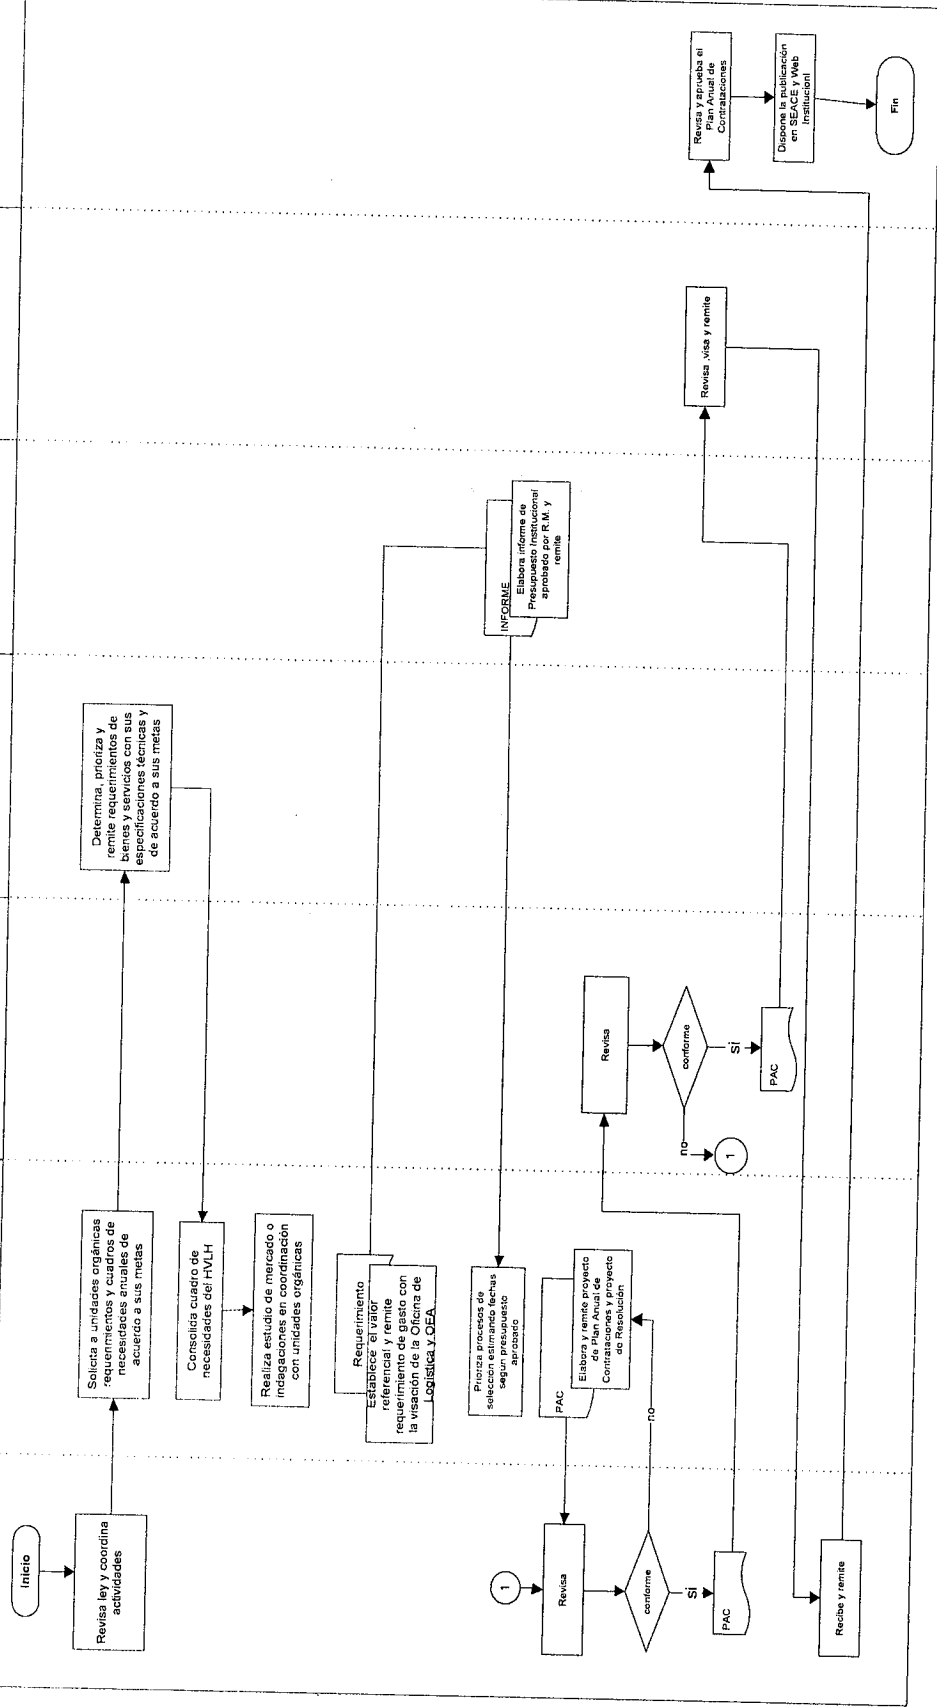 Inicio
Revisa ley y coordina
actividades
Solicita a unidades orgánicas
requerimientos y cuadros de
necesidades anuales de
acuerdo a sus metas
Determina, prioriza y
remite requerimientos de
bienes y servicios con sus
especificaciones técnicas y
de acuerdo a sus metas
Consolida cuadro de
necesidades del HVLH
Realiza estudio de mercado o
indagaciones en coordinación
con unidades orgánicas
Requerimiento
Establece el valor
referencial y remite
requerimiento de gasto con
la visación de la Oficina de
Logística y OEA
INFORME
Elabora informe de
Presupuesto Institucional
aprobado por R.M. y
remite
Prioriza procesos de
selección estimando fechas
según presupuesto
aprobado
PAC
Elabora y remite proyecto
de Plan Anual de
Contrataciones y proyecto
de Resolución
1
Revisa
conforme
no
SI
PAC
Revisa
conforme
no
1
SI
PAC
Revisa ,visa y remite
Recibe y remite
Revisa y aprueba el
Plan Anual de
Contrataciones
Dispone la publicación
en SEACE y Web
Institucionl
Fin